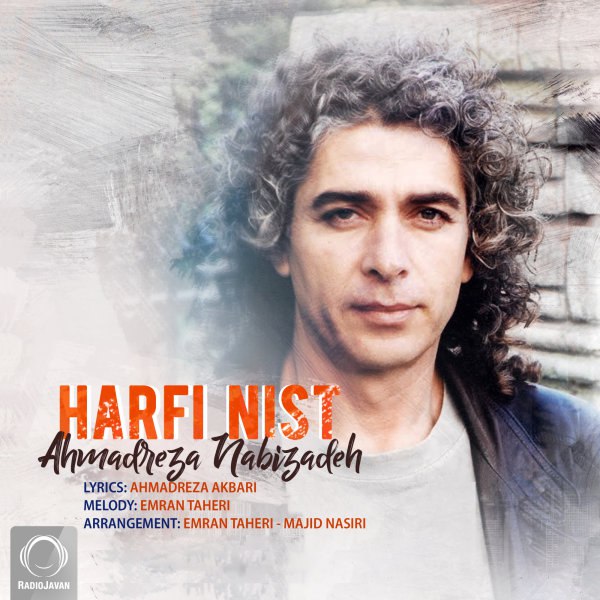 HARFI NIST
Ahmadreza Nabizadeh
LYRICS: AHMADREZA AKBARI
MELODY: EMRAN TAHERI
ARRANGEMENT: EMRAN TAHERI - MAJID NASIRI
RADIOJAVAN